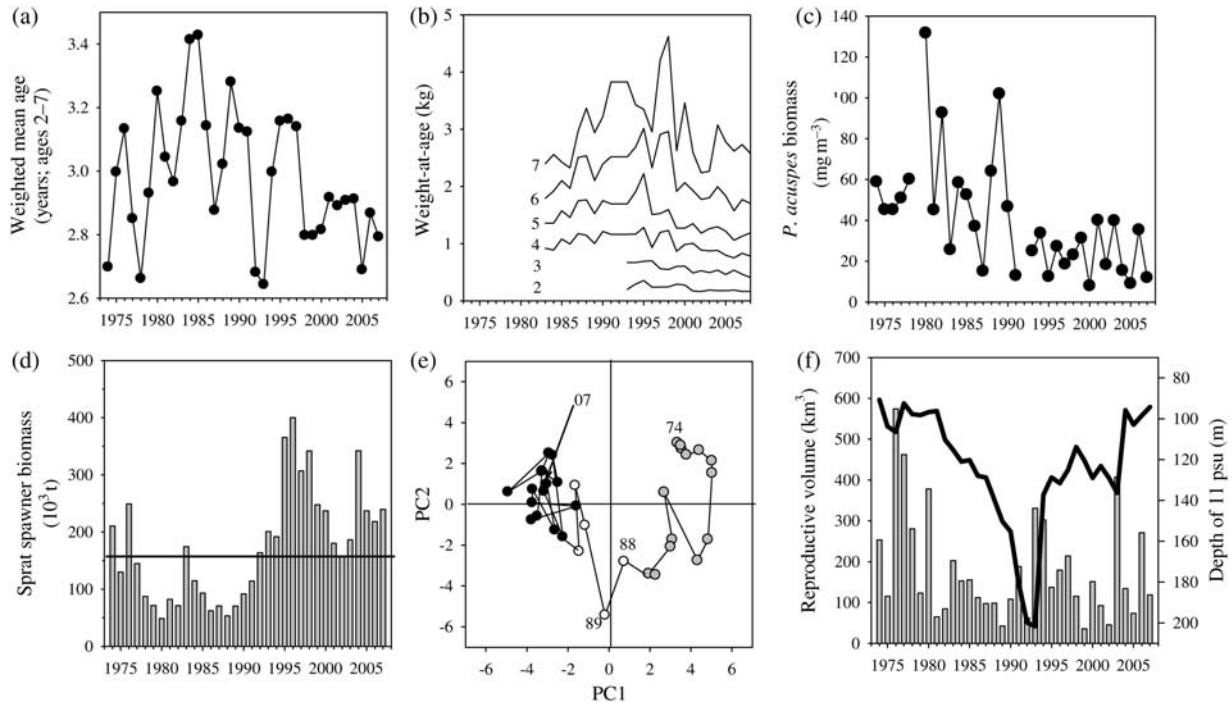 (a)
Weighted mean age
(years; ages 2–7)
3.4
3.2
3.0
2.8
2.6
1975 1980 1985 1990 1995 2000 2005
(b)
Weight-at-age (kg)
5
4
3
2
1
0
7
6
5
4
3
2
1975 1980 1985 1990 1995 2000 2005
(c)
P. acuspes biomass
(mg m−3)
140
120
100
80
60
40
20
0
1975 1980 1985 1990 1995 2000 2005
(d)
Sprat spawner biomass
(10³ t)
500
400
300
200
100
0
1975 1980 1985 1990 1995 2000 2005
(e)
PC2
6
4
2
0
-2
-4
-6
07
74
88
89
-6 -4 -2 0 2 4 6
PC1
(f)
Reproductive volume (km³)
700
600
500
400
300
200
100
0
80
100
120
140
160
180
200
Depth of 11 psu (m)
1975 1980 1985 1990 1995 2000 2005